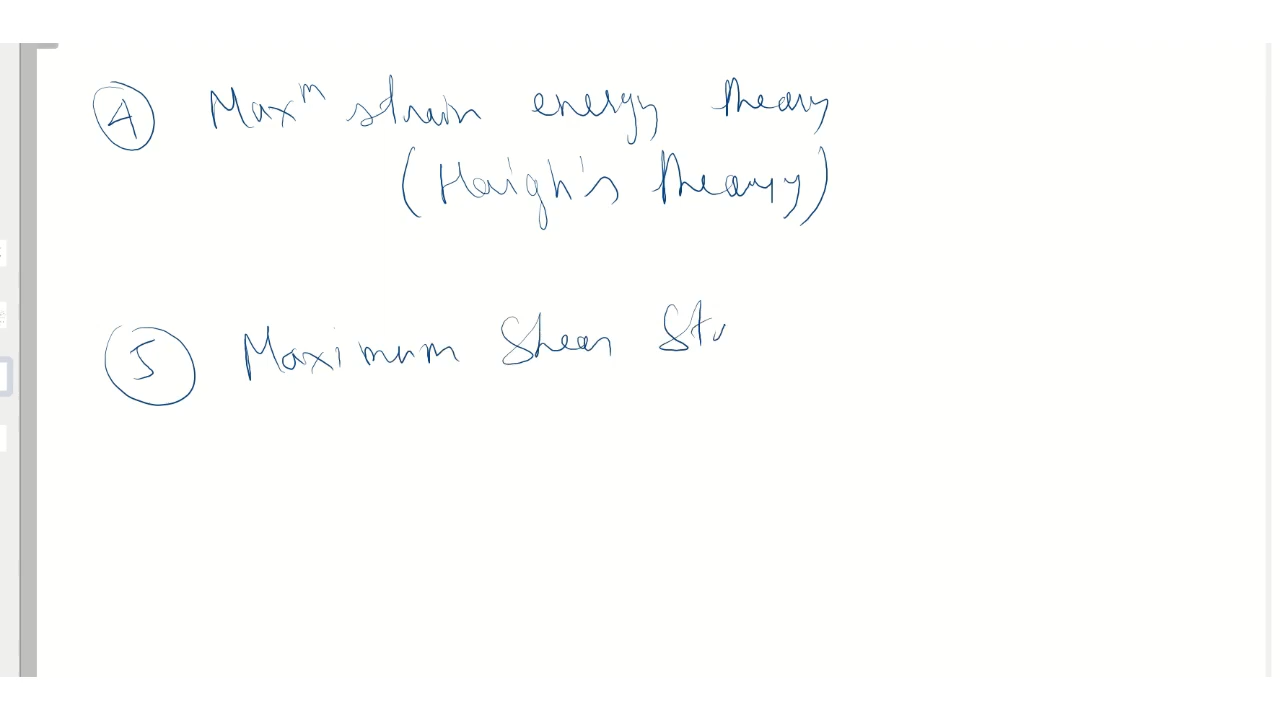 4 Maxᵐ strain energy theory
(Haigh's theory)
5 Maximum Shear St